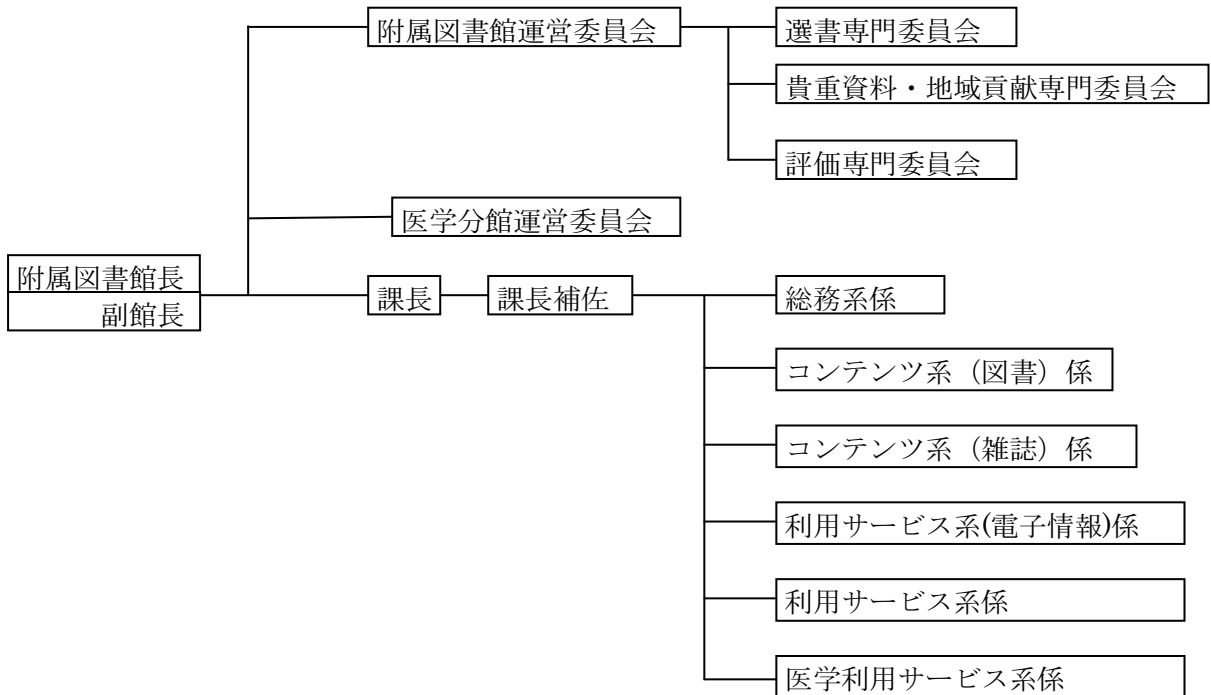 附属図書館運営委員会
選書専門委員会
貴重資料・地域貢献専門委員会
評価専門委員会
医学分館運営委員会
附属図書館長
副館長
課長
課長補佐
総務系係
コンテンツ系（図書）係
コンテンツ系（雑誌）係
利用サービス系(電子情報)係
利用サービス系係
医学利用サービス系係